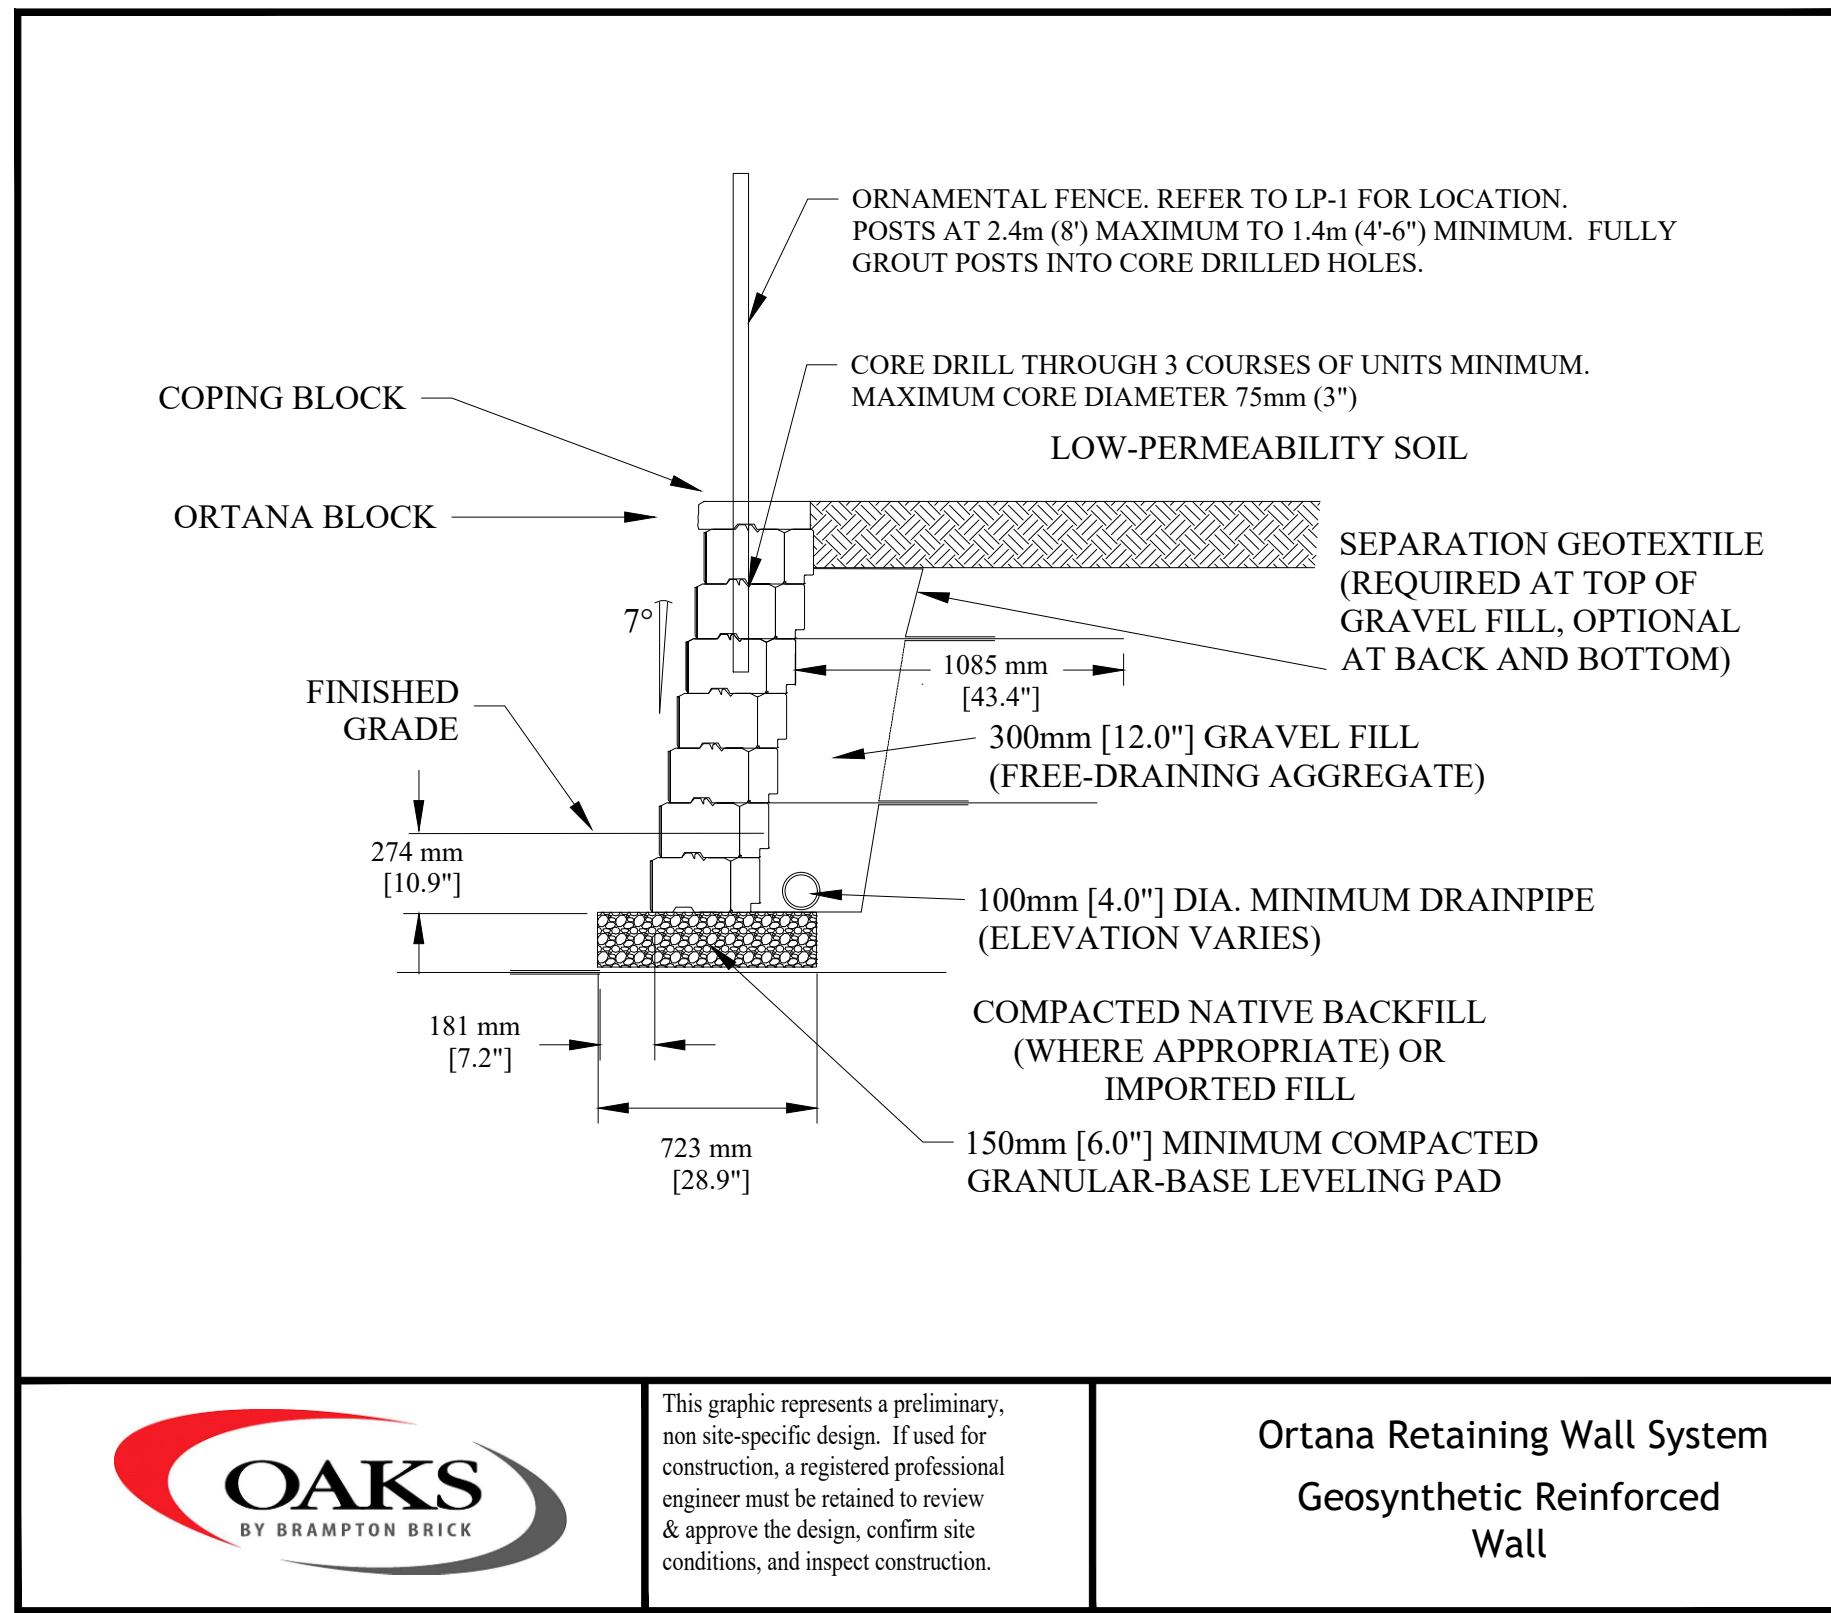 ORNAMENTAL FENCE. REFER TO LP-1 FOR LOCATION.
POSTS AT 2.4m (8') MAXIMUM TO 1.4m (4'-6") MINIMUM. FULLY
GROUT POSTS INTO CORE DRILLED HOLES.
CORE DRILL THROUGH 3 COURSES OF UNITS MINIMUM.
MAXIMUM CORE DIAMETER 75mm (3")
COPING BLOCK
LOW-PERMEABILITY SOIL
ORTANA BLOCK
SEPARATION GEOTEXTILE
(REQUIRED AT TOP OF
GRAVEL FILL, OPTIONAL
AT BACK AND BOTTOM)
7°
1085 mm
[43.4"]
FINISHED
GRADE
300mm [12.0"] GRAVEL FILL
(FREE-DRAINING AGGREGATE)
274 mm
[10.9"]
100mm [4.0"] DIA. MINIMUM DRAINPIPE
(ELEVATION VARIES)
181 mm
[7.2"]
COMPACTED NATIVE BACKFILL
(WHERE APPROPRIATE) OR
IMPORTED FILL
723 mm
[28.9"]
150mm [6.0"] MINIMUM COMPACTED
GRANULAR-BASE LEVELING PAD
OAKS
BY BRAMPTON BRICK
This graphic represents a preliminary,
non site-specific design. If used for
construction, a registered professional
engineer must be retained to review
& approve the design, confirm site
conditions, and inspect construction.
Ortana Retaining Wall System
Geosynthetic Reinforced
Wall